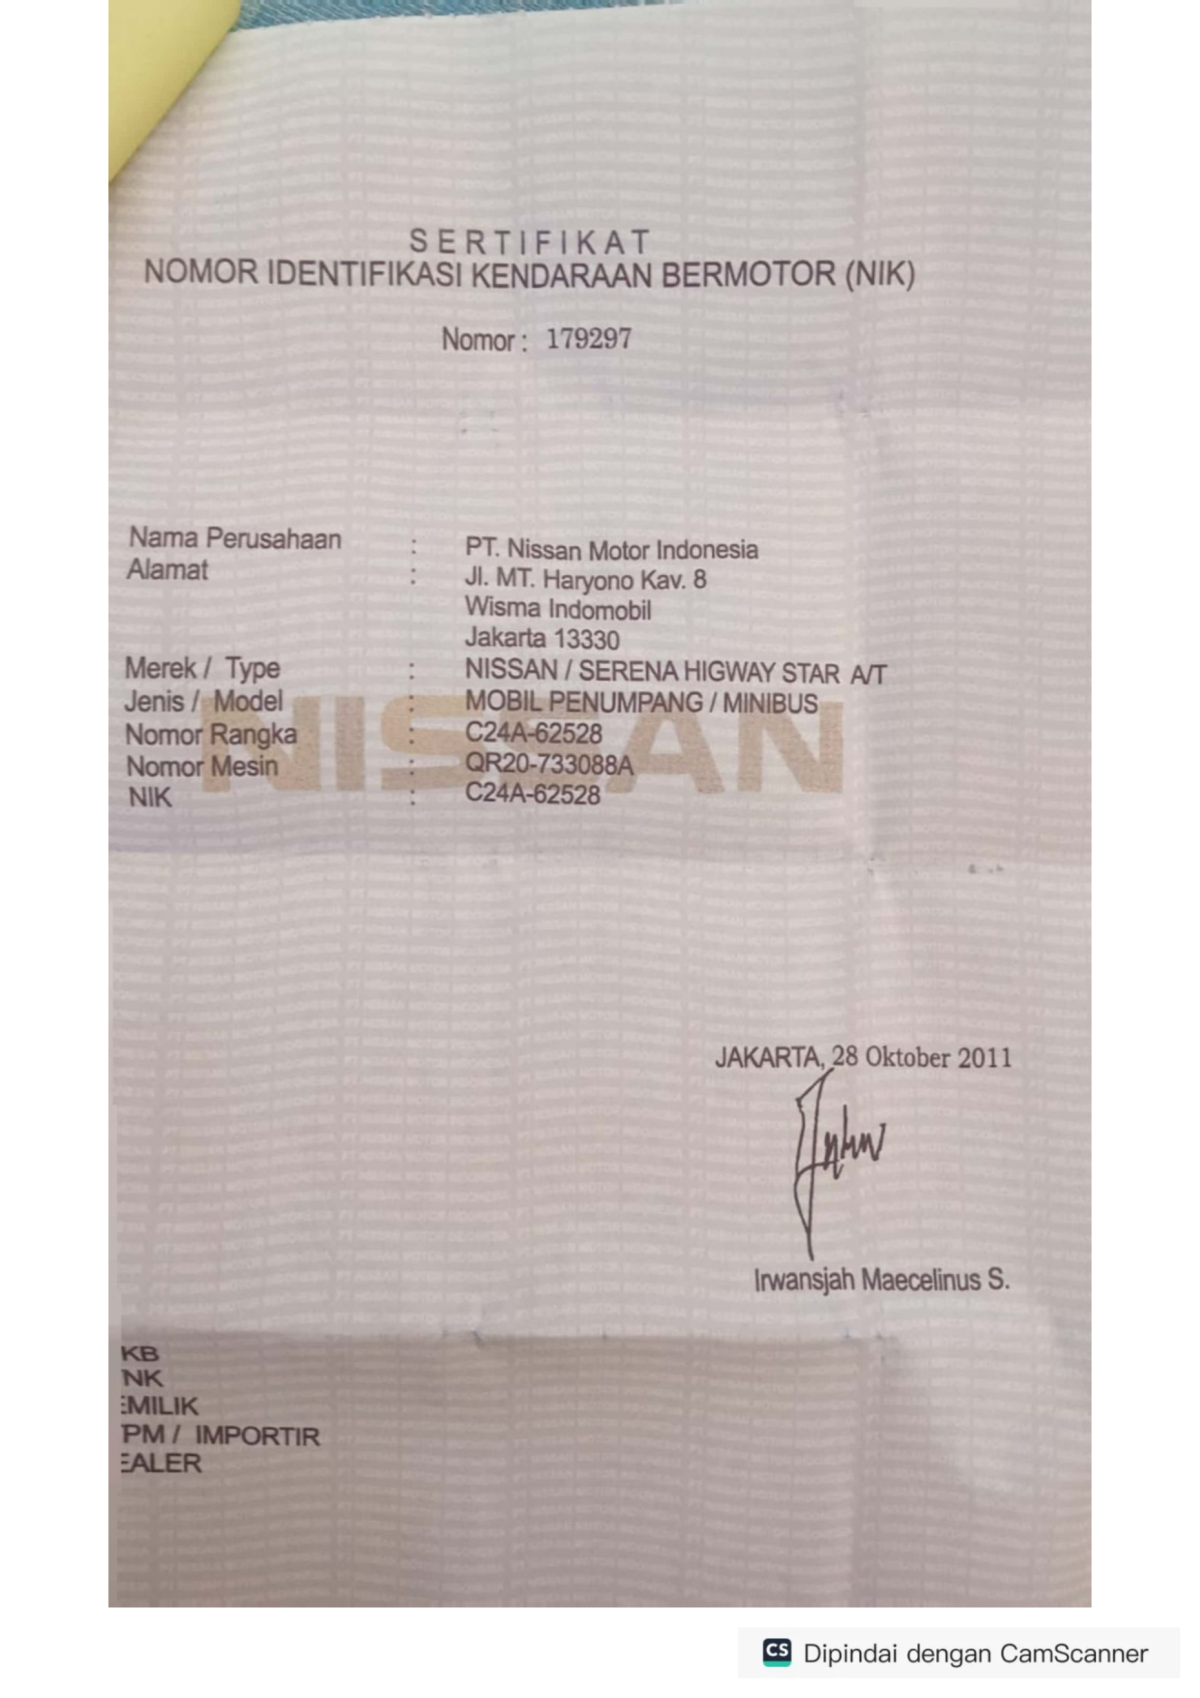 SERTIFIKAT
NOMOR IDENTIFIKASI KENDARAAN BERMOTOR (NIK)
Nomor : 179297
Nama Perusahaan : PT. Nissan Motor Indonesia
Alamat : Jl. MT. Haryono Kav. 8
Wisma Indomobil
Jakarta 13330
Merek / Type : NISSAN / SERENA HIGWAY STAR A/T
Jenis / Model : MOBIL PENUMPANG / MINIBUS
Nomor Rangka : C24A-62528
Nomor Mesin : QR20-733088A
NIK : C24A-62528
NISSAN
JAKARTA, 28 Oktober 2011
Irwansjah Maecelinus S.
KB
NK
EMILIK
PM / IMPORTIR
EALER
CS Dipindai dengan CamScanner